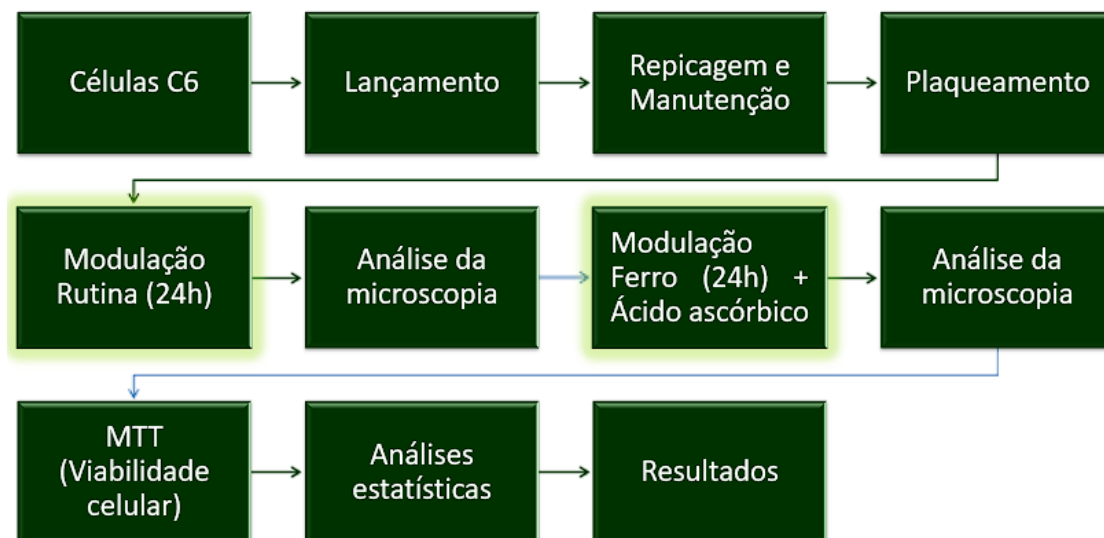 Células C6
Lançamento
Repicagem e
Manutenção
Plaqueamento
Modulação
Rutina (24h)
Análise da
microscopia
Modulação
Ferro (24h) +
Ácido ascórbico
Análise da
microscopia
MTT
(Viabilidade
celular)
Análises
estatísticas
Resultados